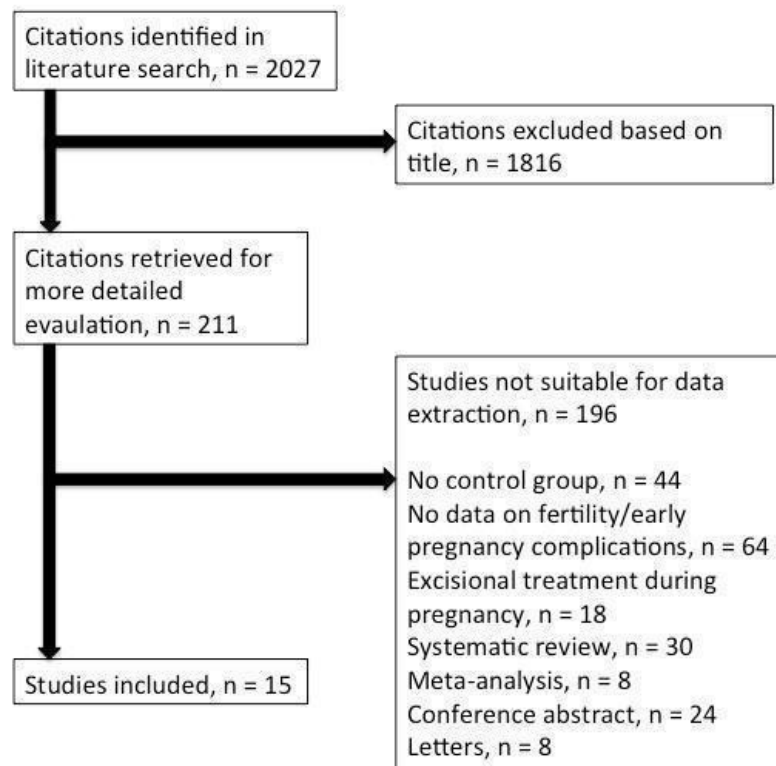 Citations identified in
literature search, n = 2027
Citations excluded based on
title, n = 1816
Citations retrieved for
more detailed
evaulation, n = 211
Studies not suitable for data
extraction, n = 196
No control group, n = 44
No data on fertility/early
pregnancy complications, n = 64
Excisional treatment during
pregnancy, n = 18
Systematic review, n = 30
Meta-analysis, n = 8
Conference abstract, n = 24
Letters, n = 8
Studies included, n = 15